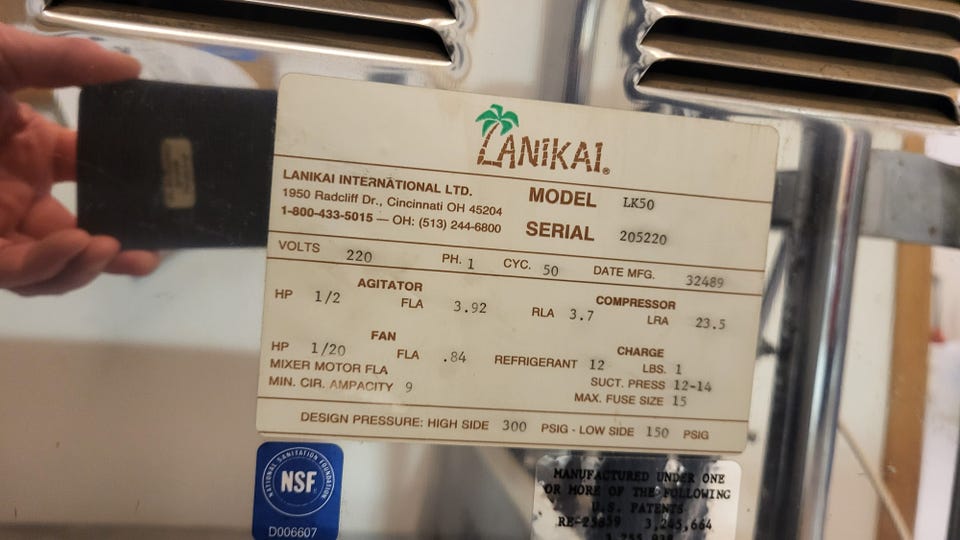 LANIKAI®
LANIKAI INTERNATIONAL LTD.
1950 Radcliff Dr., Cincinnati OH 45204
1-800-433-5015 — OH: (513) 244-6800
MODEL LK50
SERIAL 205220
VOLTS 220 PH. 1 CYC. 50 DATE MFG. 32489
AGITATOR
HP 1/2 FLA 3.92
COMPRESSOR
RLA 3.7 LRA 23.5
FAN
HP 1/20 FLA .84
MIXER MOTOR FLA
MIN. CIR. AMPACITY 9
CHARGE
REFRIGERANT 12 LBS. 1
SUCT. PRESS 12-14
MAX. FUSE SIZE 15
DESIGN PRESSURE: HIGH SIDE 300 PSIG - LOW SIDE 150 PSIG
NATIONAL SANITATION FOUNDATION
NSF®
D006607
MANUFACTURED UNDER ONE
OR MORE OF THE FOLLOWING
U.S. PATENTS
3,245,664